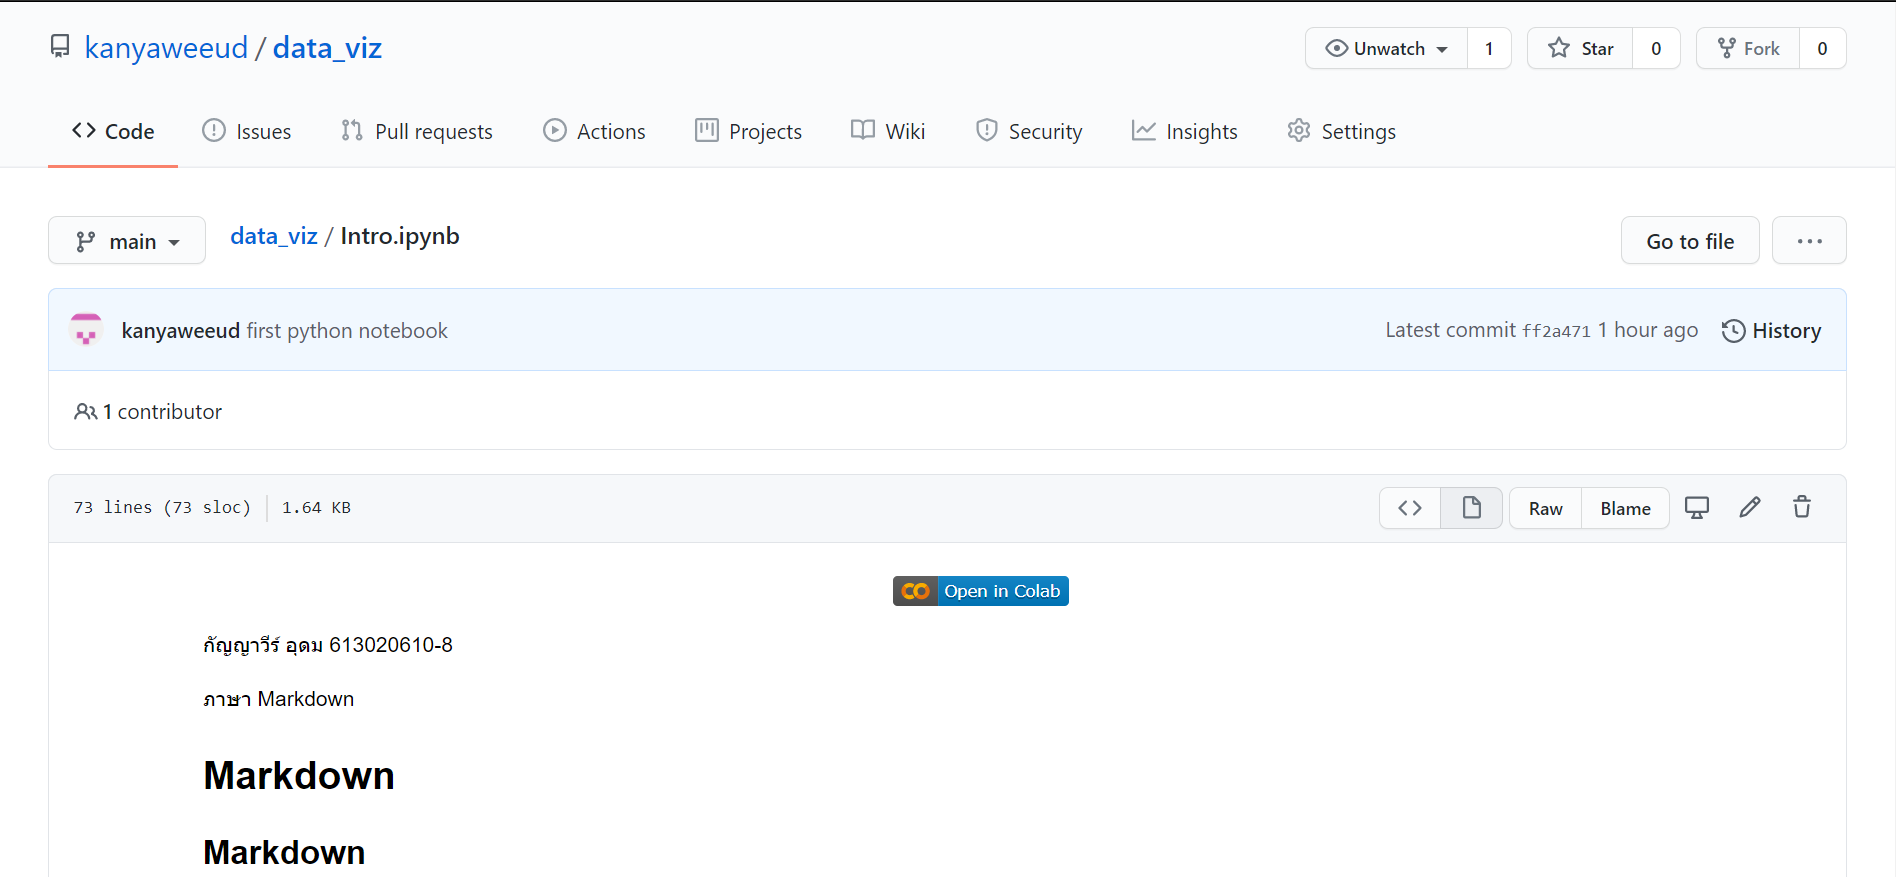 kanyaweeud / data_viz
Unwatch 1 Star 0 Fork 0
Code Issues Pull requests Actions Projects Wiki Security Insights Settings
main data_viz / Intro.ipynb Go to file ...
kanyaweeud first python notebook Latest commit ff2a471 1 hour ago History
1 contributor
73 lines (73 sloc) 1.64 KB Raw Blame
CO Open in Colab
กัญญาวีร์ อุดม 613020610-8
ภาษา Markdown
Markdown
Markdown